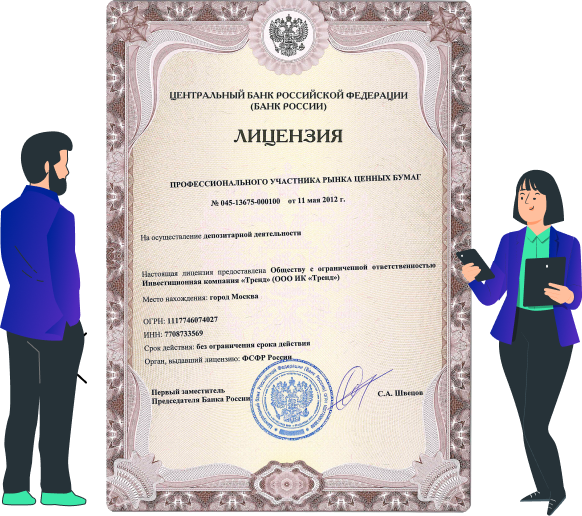 ЦЕНТРАЛЬНЫЙ БАНК РОССИЙСКОЙ ФЕДЕРАЦИИ
(БАНК РОССИИ)
ЛИЦЕНЗИЯ
ПРОФЕССИОНАЛЬНОГО УЧАСТНИКА РЫНКА ЦЕННЫХ БУМАГ
№ 045-13675-000100 от 11 мая 2012 г.
На осуществление депозитарной деятельности
Настоящая лицензия предоставлена Обществу с ограниченной ответственностью
Инвестиционная компания «Тренд» (ООО ИК «Тренд»)
Место нахождения: город Москва
ОГРН: 1117746074027
ИНН: 7708733569
Срок действия: без ограничения срока действия
Орган, выдавший лицензию: ФСФР России
Первый заместитель
Председателя Банка России
С.А. Швецов